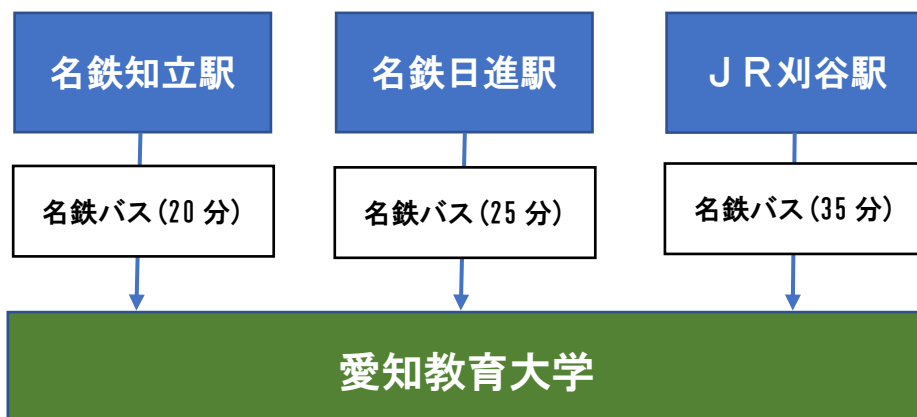 名鉄知立駅
名鉄日進駅
ＪＲ刈谷駅
名鉄バス(20 分)
名鉄バス(25 分)
名鉄バス(35 分)
愛知教育大学